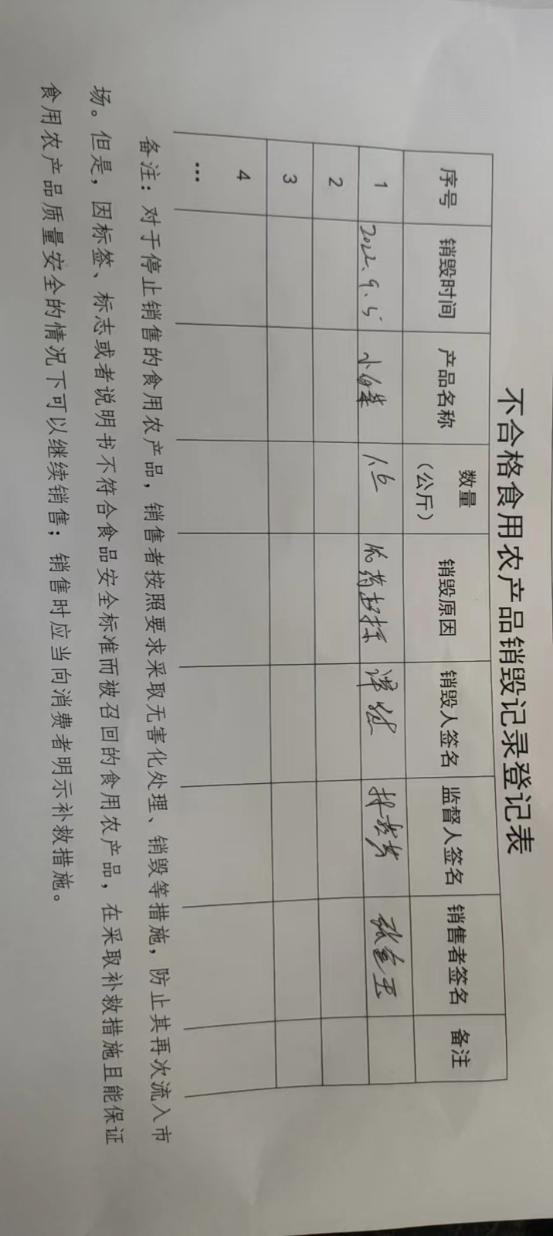 不合格食用农产品销毁记录登记表
序号 销毁时间 产品名称 数量（公斤） 销毁原因 销毁人签名 监督人签名 销售者签名 备注
1 2022.9.5 小白菜 农药超标
2
3
4
…
备注：对于停止销售的食用农产品，销售者按照要求采取无害化处理、销毁等措施，防止其再次流入市
场。但是，因标签、标志或者说明书不符合食品安全标准而被召回的食用农产品，在采取补救措施且能保证
食用农产品质量安全的情况下可以继续销售；销售时应当向消费者明示补救措施。